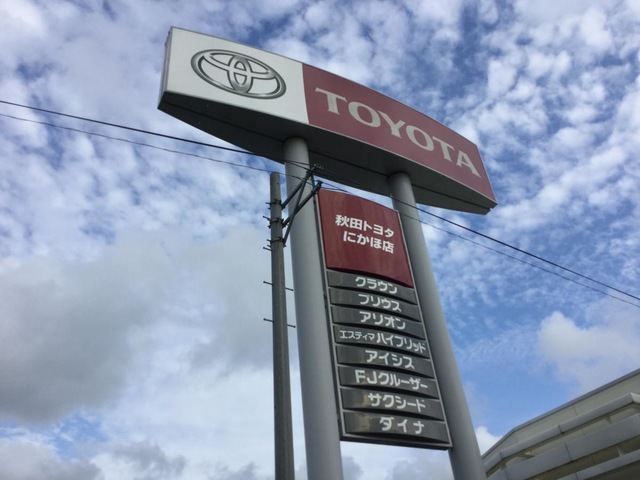 TOYOTA
秋田トヨタ
にかほ店
クラウン
プリウス
アリオン
エスティマ ハイブリッド
アイシス
FJクルーザー
サクシード
ダイナ